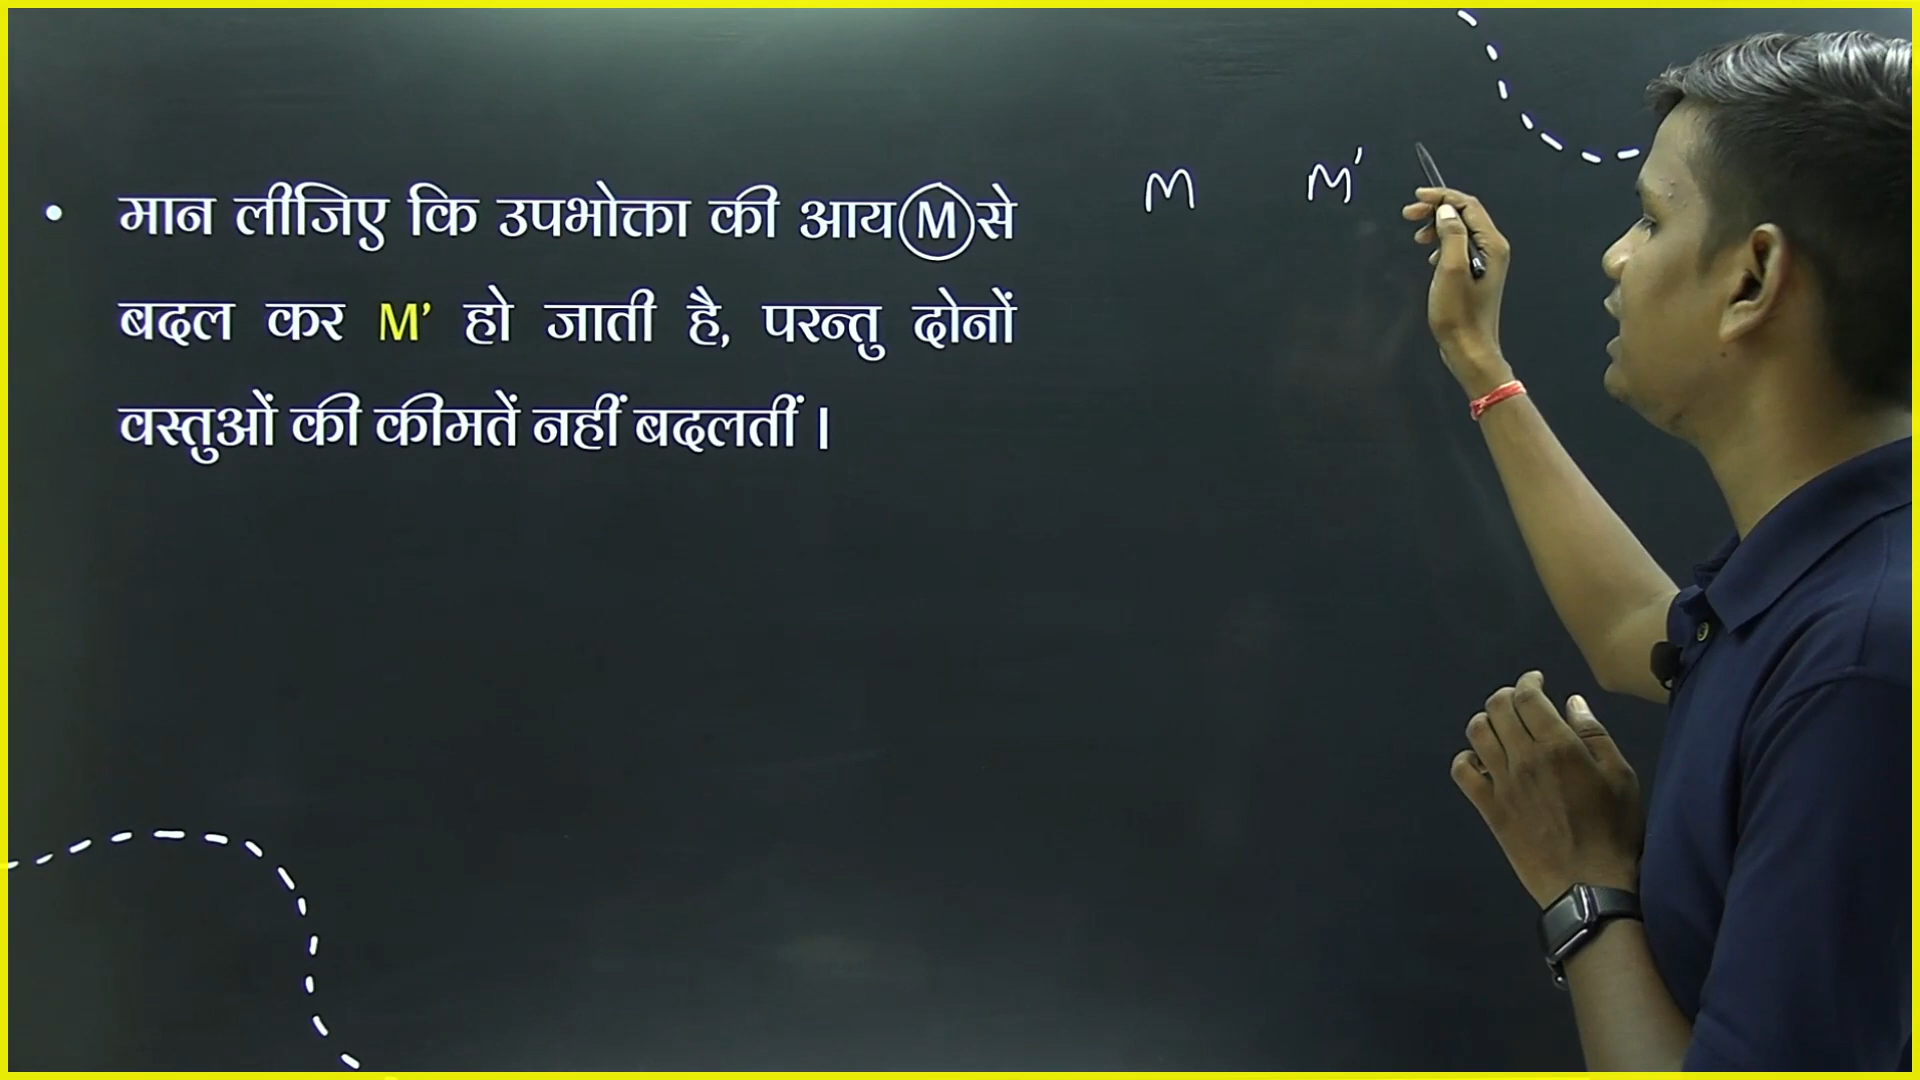 • मान लीजिए कि उपभोक्ता की आय M से
बदल कर M’ हो जाती है, परन्तु दोनों
वस्तुओं की कीमतें नहीं बदलतीं ।
M M'